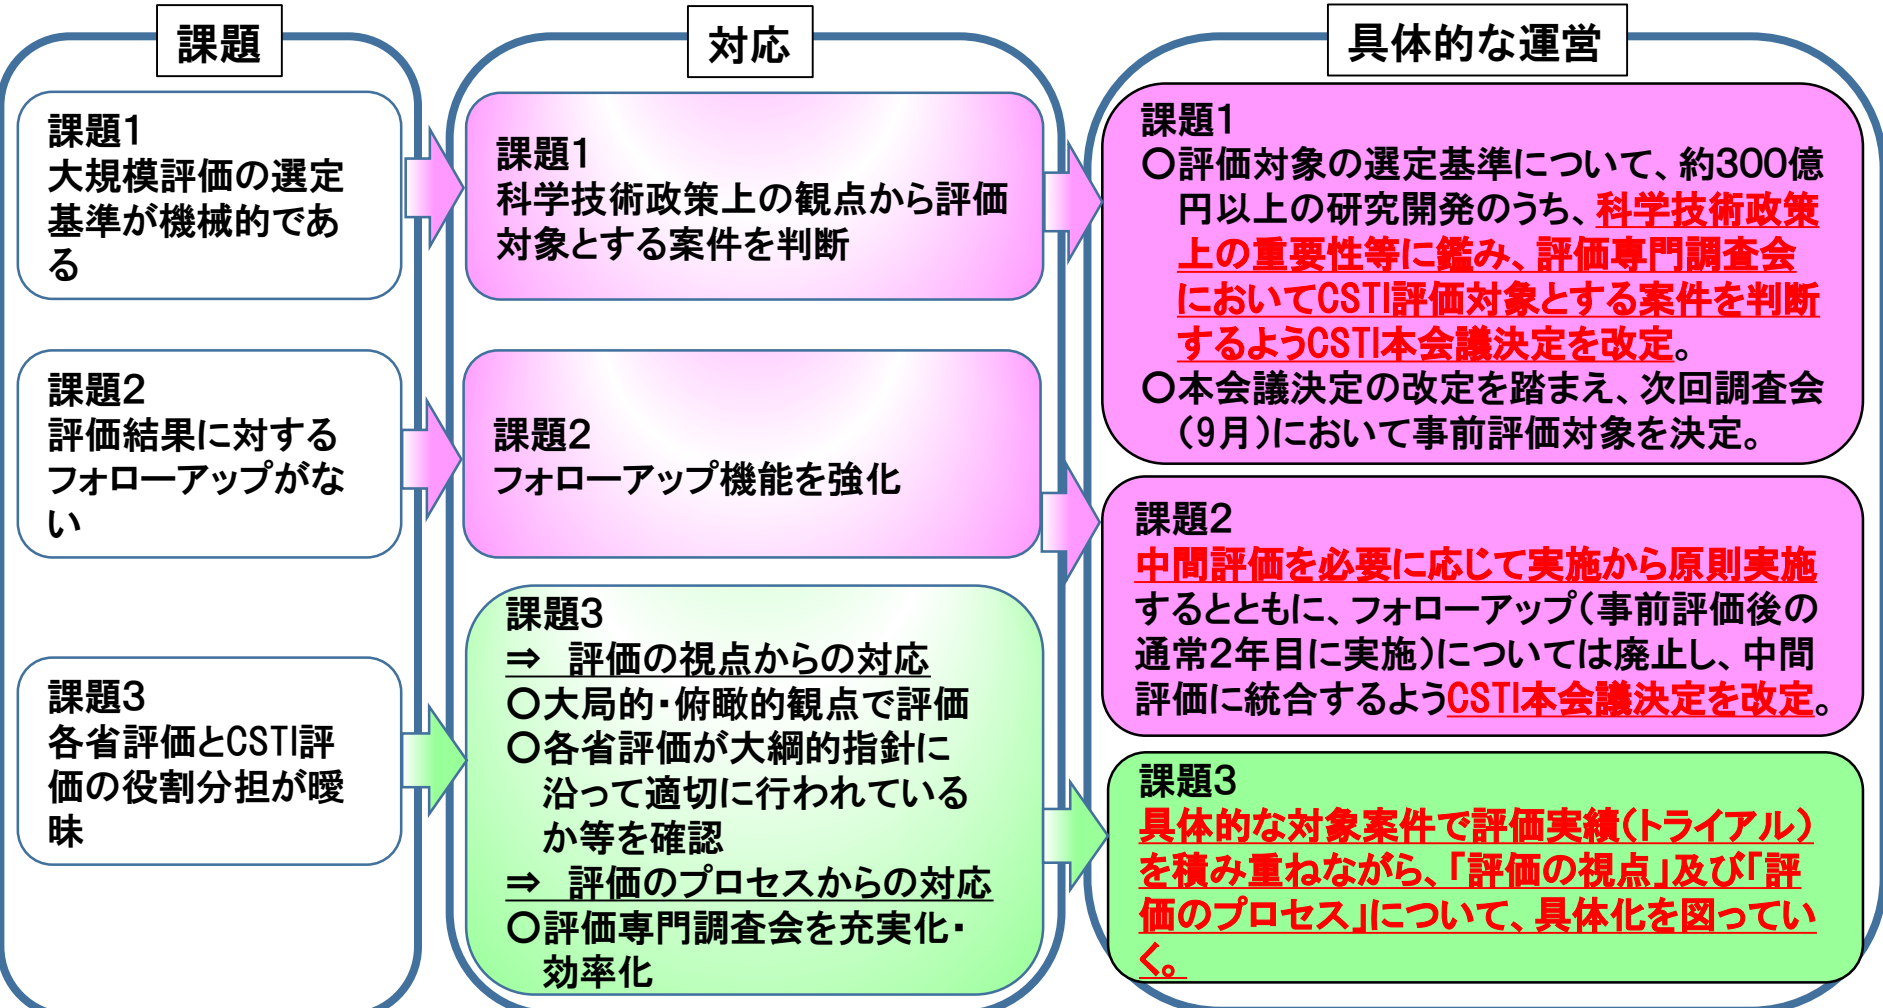 課題
課題1
大規模評価の選定
基準が機械的であ
る
課題2
評価結果に対する
フォローアップがな
い
課題3
各省評価とCSTI評
価の役割分担が曖
昧
対応
課題1
科学技術政策上の観点から評価
対象とする案件を判断
課題2
フォローアップ機能を強化
課題3
⇒　評価の視点からの対応
○大局的・俯瞰的観点で評価
○各省評価が大綱的指針に
沿って適切に行われている
か等を確認
⇒　評価のプロセスからの対応
○評価専門調査会を充実化・
効率化
具体的な運営
課題1
○評価対象の選定基準について、約300億
円以上の研究開発のうち、科学技術政策
上の重要性等に鑑み、評価専門調査会
においてCSTI評価対象とする案件を判断
するようCSTI本会議決定を改定。
○本会議決定の改定を踏まえ、次回調査会
（9月）において事前評価対象を決定。
課題2
中間評価を必要に応じて実施から原則実施
するとともに、フォローアップ（事前評価後の
通常2年目に実施）については廃止し、中間
評価に統合するようCSTI本会議決定を改定。
課題3
具体的な対象案件で評価実績（トライアル）
を積み重ねながら、「評価の視点」及び「評
価のプロセス」について、具体化を図ってい
く。